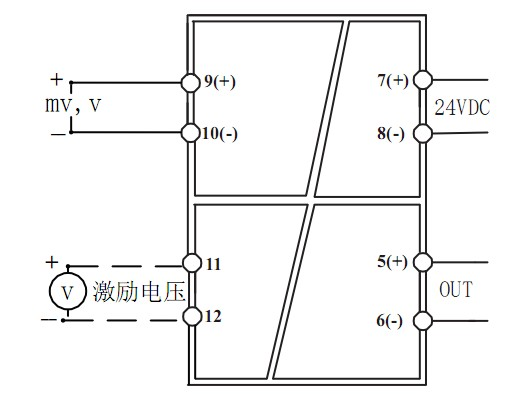 +
9(+)
7(+)
mv, v
24VDC
—
10(-)
8(-)
+
11
5(+)
V
激励电压
OUT
—
12
6(-)